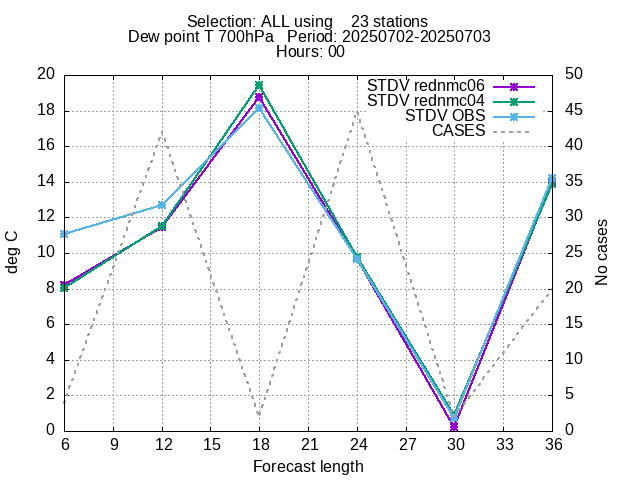 Selection: ALL using    23 stations
Dew point T 700hPa   Period: 20250702-20250703
Hours: 00
STDV rednmc06
STDV rednmc04
STDV OBS
CASES
deg C
20
18
16
14
12
10
8
6
4
2
0
50
45
40
35
30
25
20
15
10
5
0
No cases
6 9 12 15 18 21 24 27 30 33 36
Forecast length